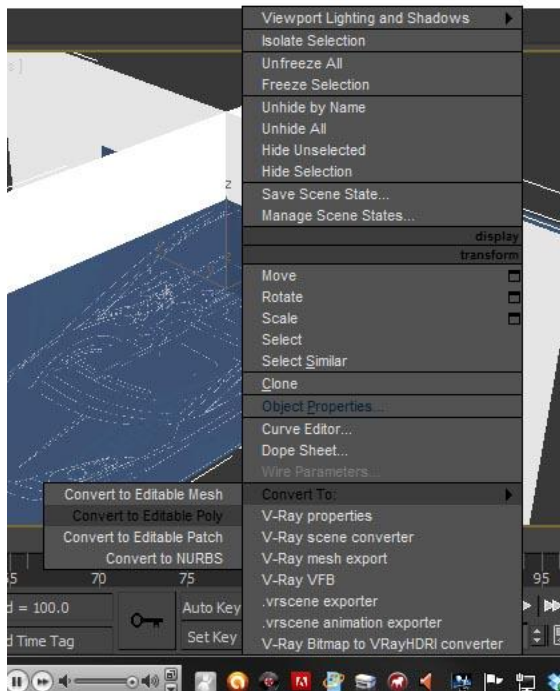 Viewport Lighting and Shadows
Isolate Selection
Unfreeze All
Freeze Selection
Unhide by Name
Unhide All
Hide Unselected
Hide Selection
Save Scene State...
Manage Scene States...
display
transform
Move
Rotate
Scale
Select
Select Similar
Clone
Object Properties...
Curve Editor...
Dope Sheet...
Wire Parameters...
Convert To:
Convert to Editable Mesh
Convert to Editable Poly
Convert to Editable Patch
Convert to NURBS
V-Ray properties
V-Ray scene converter
V-Ray mesh export
V-Ray VFB
.vrscene exporter
.vrscene animation exporter
V-Ray Bitmap to VRayHDRI converter
z
65 70 75 95
d = 100.0
Auto Key
d Time Tag
Set Key